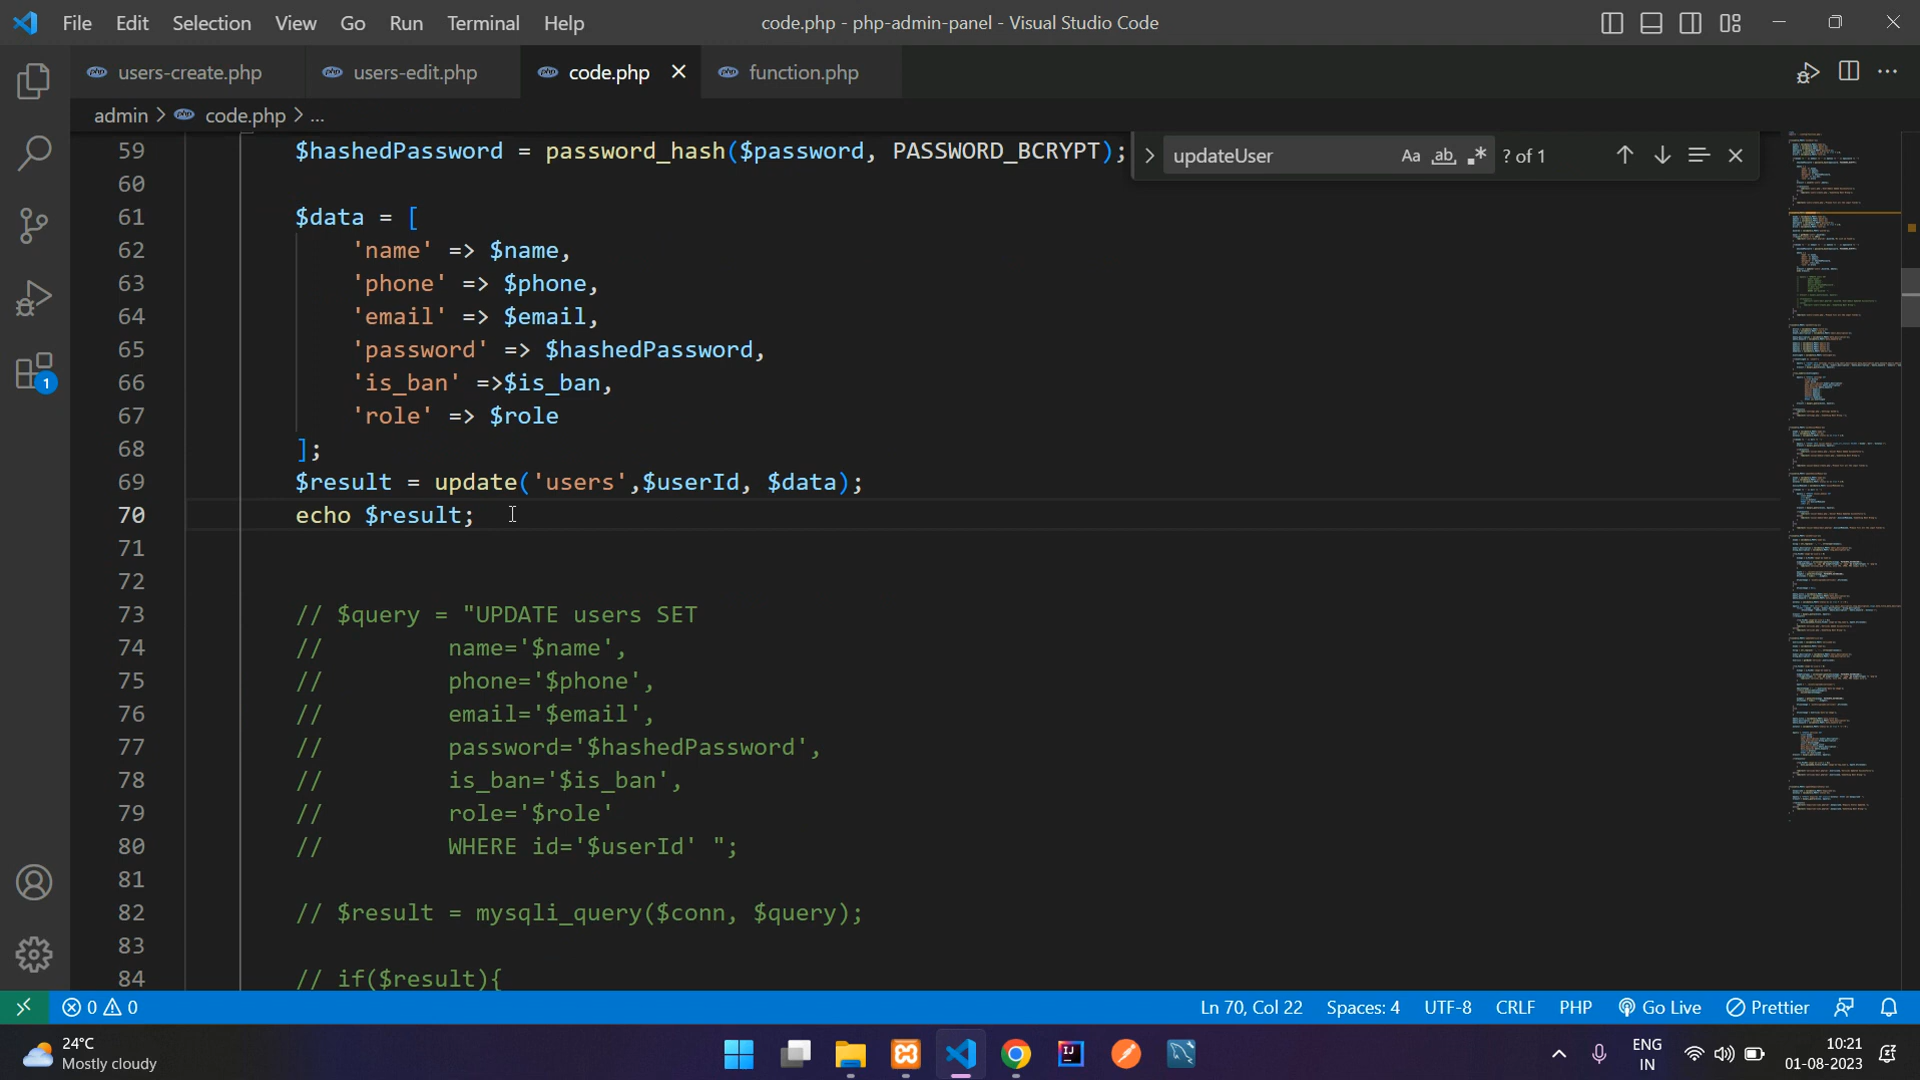 File Edit Selection View Go Run Terminal Help code.php - php-admin-panel - Visual Studio Code
users-create.php users-edit.php code.php function.php
admin > code.php > ...
updateUser Aa ab ? of 1
59 $hashedPassword = password_hash($password, PASSWORD_BCRYPT);
60
61 $data = [
62 'name' => $name,
63 'phone' => $phone,
64 'email' => $email,
65 'password' => $hashedPassword,
66 'is_ban' =>$is_ban,
67 'role' => $role
68 ];
69 $result = update('users',$userId, $data);
70 echo $result;
71
72
73 // $query = "UPDATE users SET
74 // name='$name',
75 // phone='$phone',
76 // email='$email',
77 // password='$hashedPassword',
78 // is_ban='$is_ban',
79 // role='$role'
80 // WHERE id='$userId' ";
81
82 // $result = mysqli_query($conn, $query);
83
84 // if($result){
1
0 0 Ln 70, Col 22 Spaces: 4 UTF-8 CRLF PHP Go Live Prettier
24°C
Mostly cloudy
IJ
ENG
IN
10:21
01-08-2023